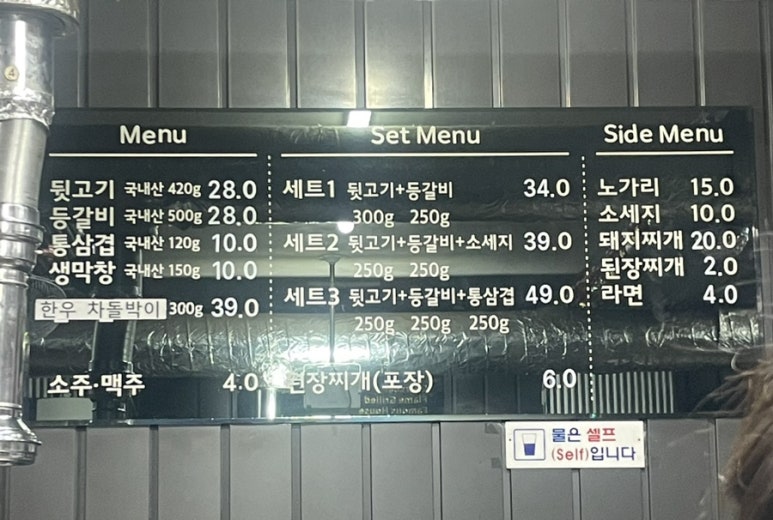 Menu
뒷고기 국내산 420g 28.0
등갈비 국내산 500g 28.0
통삼겹 국내산 120g 10.0
생막창 국내산 150g 10.0
한우 차돌박이 300g 39.0
소주·맥주 4.0
Set Menu
세트1 뒷고기+등갈비 34.0
300g 250g
세트2 뒷고기+등갈비+소세지 39.0
250g 250g
세트3 뒷고기+등갈비+통삼겹 49.0
250g 250g 250g
된장찌개(포장) 6.0
Side Menu
노가리 15.0
소세지 10.0
돼지찌개 20.0
된장찌개 2.0
라면 4.0
물은 셀프
(Self)입니다
4